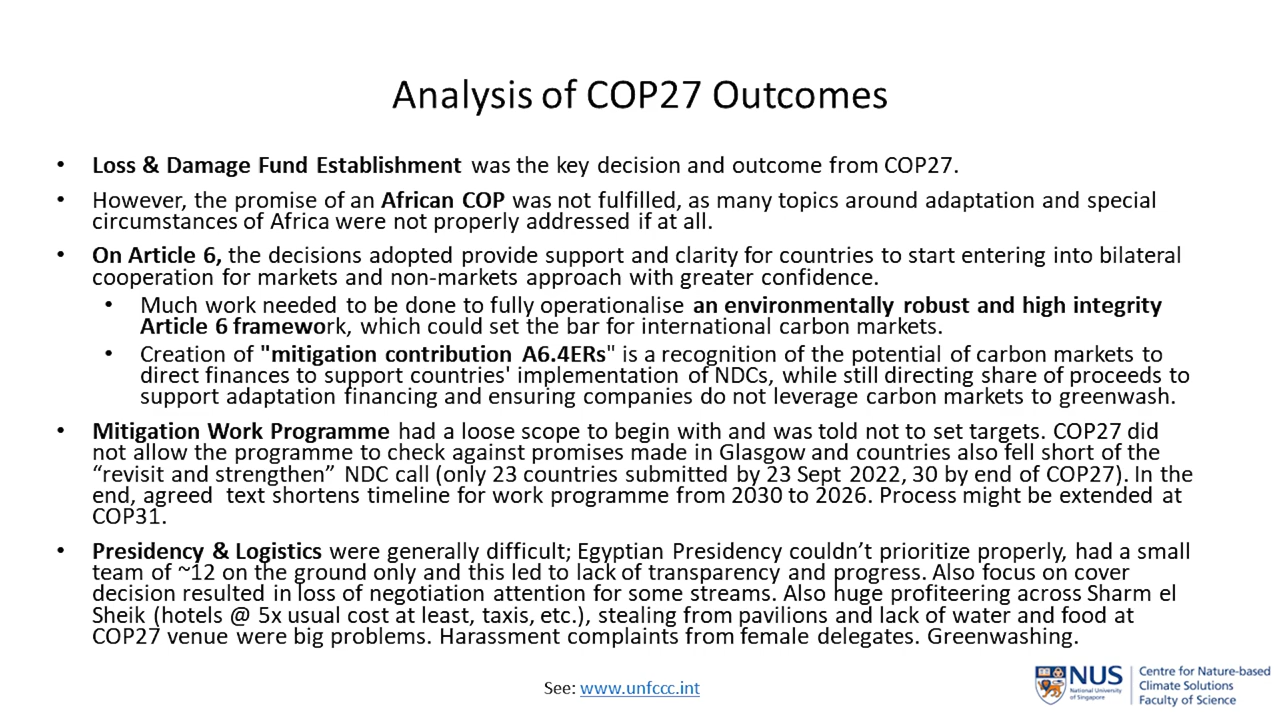 Analysis of COP27 Outcomes
• Loss & Damage Fund Establishment was the key decision and outcome from COP27.
• However, the promise of an African COP was not fulfilled, as many topics around adaptation and special
circumstances of Africa were not properly addressed if at all.
• On Article 6, the decisions adopted provide support and clarity for countries to start entering into bilateral
cooperation for markets and non-markets approach with greater confidence.
• Much work needed to be done to fully operationalise an environmentally robust and high integrity
Article 6 framework, which could set the bar for international carbon markets.
• Creation of "mitigation contribution A6.4ERs" is a recognition of the potential of carbon markets to
direct finances to support countries' implementation of NDCs, while still directing share of proceeds to
support adaptation financing and ensuring companies do not leverage carbon markets to greenwash.
• Mitigation Work Programme had a loose scope to begin with and was told not to set targets. COP27 did
not allow the programme to check against promises made in Glasgow and countries also fell short of the
“revisit and strengthen” NDC call (only 23 countries submitted by 23 Sept 2022, 30 by end of COP27). In the
end, agreed  text shortens timeline for work programme from 2030 to 2026. Process might be extended at
COP31.
• Presidency & Logistics were generally difficult; Egyptian Presidency couldn’t prioritize properly, had a small
team of ~12 on the ground only and this led to lack of transparency and progress. Also focus on cover
decision resulted in loss of negotiation attention for some streams. Also huge profiteering across Sharm el
Sheik (hotels @ 5x usual cost at least, taxis, etc.), stealing from pavilions and lack of water and food at
COP27 venue were big problems. Harassment complaints from female delegates. Greenwashing.
See: www.unfccc.int
NUS
National University
of Singapore
Centre for Nature-based
Climate Solutions
Faculty of Science